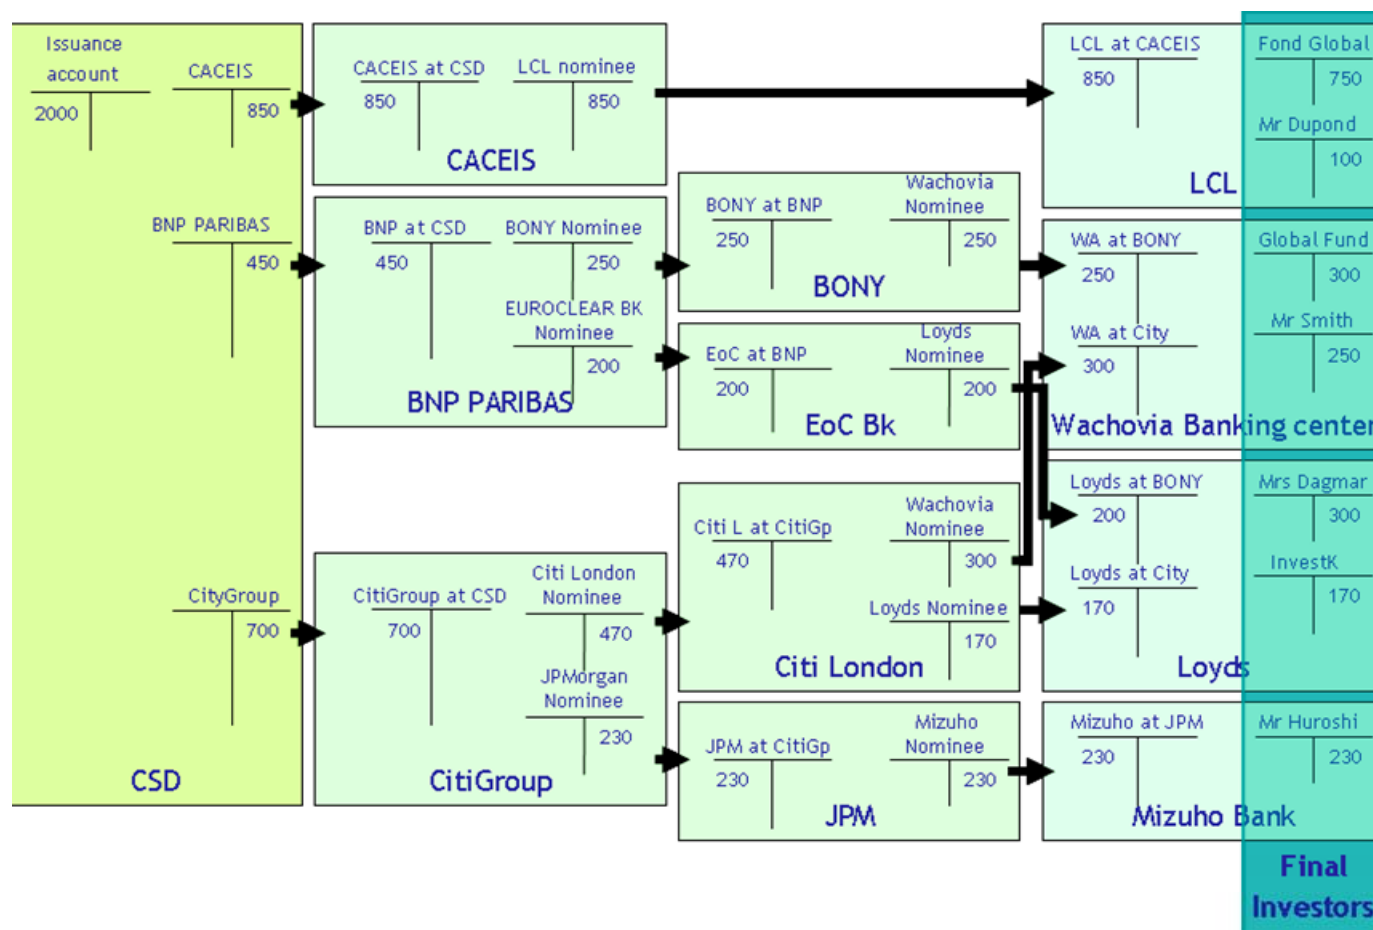 Issuance
account
2000
CACEIS
850
BNP PARIBAS
450
CityGroup
700
CSD
CACEIS at CSD
850
LCL nominee
850
CACEIS
BNP at CSD
450
BONY Nominee
250
EUROCLEAR BK
Nominee
200
BNP PARIBAS
CitiGroup at CSD
700
Citi London
Nominee
470
JPMorgan
Nominee
230
CitiGroup
BONY at BNP
250
Wachovia
Nominee
250
BONY
EoC at BNP
200
Loyds
Nominee
200
EoC Bk
Citi L at CitiGp
470
Wachovia
Nominee
300
Loyds Nominee
170
Citi London
JPM at CitiGp
230
Mizuho
Nominee
230
JPM
LCL at CACEIS
850
Fond Global
750
Mr Dupond
100
LCL
WA at BONY
250
WA at City
300
Global Fund
300
Mr Smith
250
Wachovia Banking center
Loyds at BONY
200
Loyds at City
170
Mrs Dagmar
300
InvestK
170
Loyds
Mizuho at JPM
230
Mr Huroshi
230
Mizuho Bank
Final
Investors